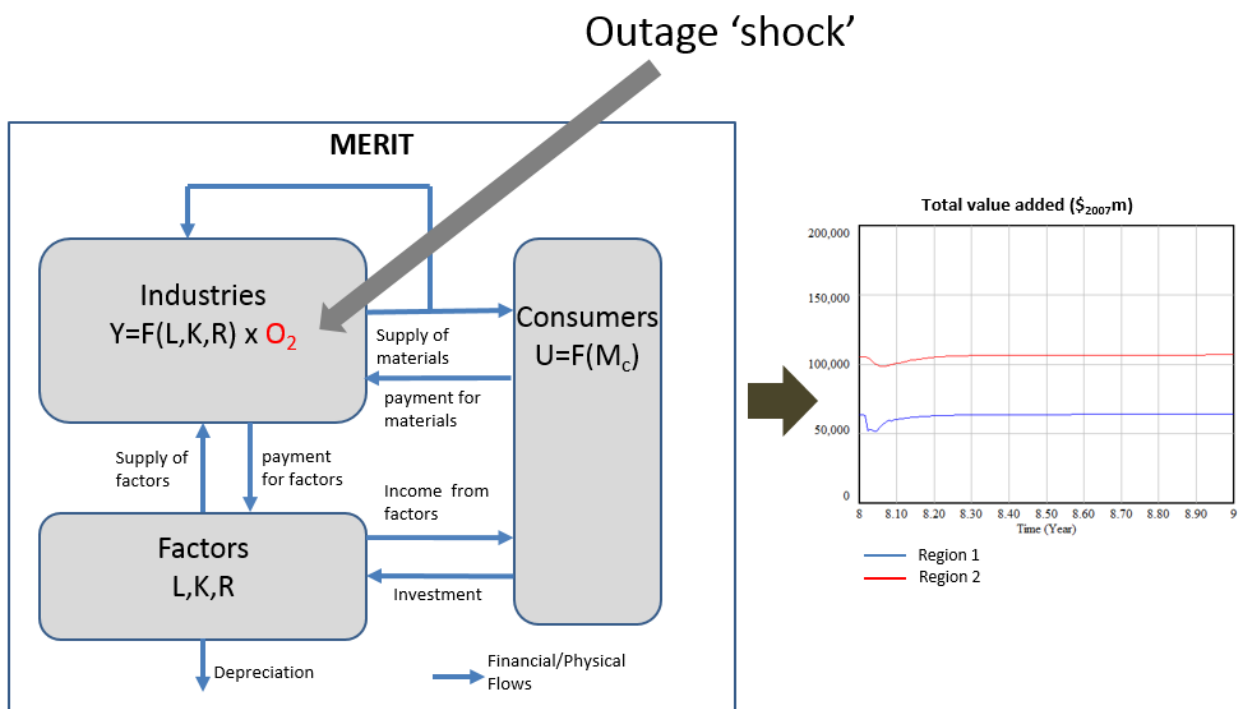 Outage ‘shock’
MERIT
Industries
Y=F(L,K,R) x O₂
Supply of
materials
payment for
materials
Consumers
U=F(M_c)
Supply of
factors
payment
for factors
Income from
factors
Factors
L,K,R
Investment
Depreciation
Financial/Physical
Flows
Total value added ($₂₀₀₇m)
200,000
150,000
100,000
50,000
0
8 8.10 8.20 8.30 8.40 8.50 8.60 8.70 8.80 8.90 9
Time (Year)
Region 1
Region 2